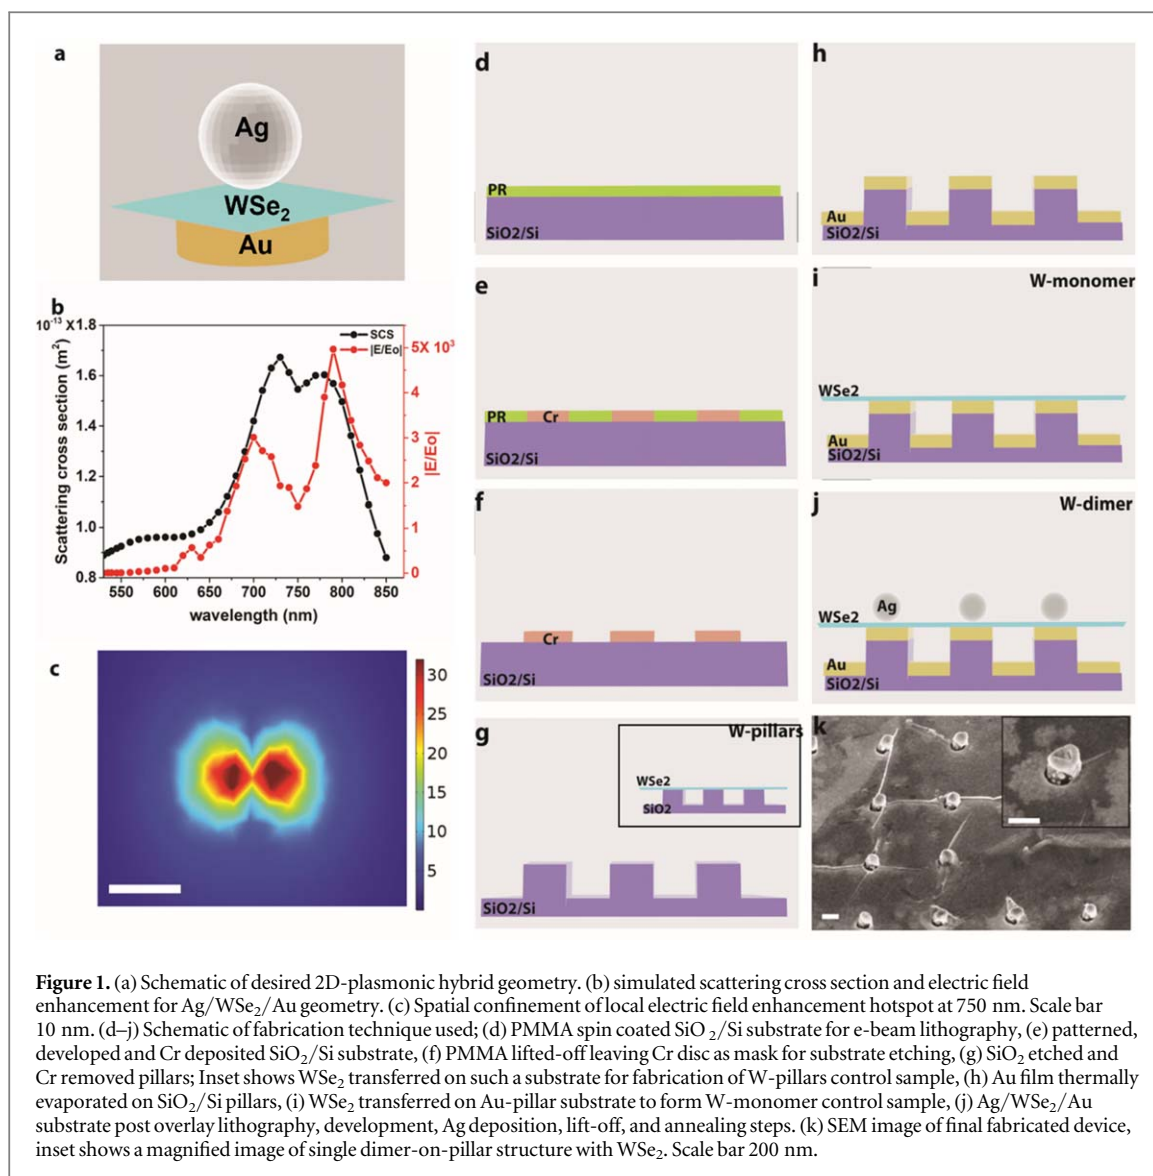 a
Ag
WSe2
Au
b
10⁻¹³ X1.8
1.6
1.4
1.2
1.0
0.8
Scattering cross section (m²)
SCS
|E/Eo|
5X 10³
4
3
2
1
0
|E/Eo|
550 600 650 700 750 800 850
wavelength (nm)
c
30
25
20
15
10
5
d
PR
SiO2/Si
e
PR Cr
SiO2/Si
f
Cr
SiO2/Si
g W-pillars
WSe2
SiO2
SiO2/Si
h
Au
SiO2/Si
i W-monomer
WSe2
Au
SiO2/Si
j W-dimer
Ag
WSe2
Au
SiO2/Si
k
Figure 1. (a) Schematic of desired 2D-plasmonic hybrid geometry. (b) simulated scattering cross section and electric field
enhancement for Ag/WSe₂/Au geometry. (c) Spatial confinement of local electric field enhancement hotspot at 750 nm. Scale bar
10 nm. (d–j) Schematic of fabrication technique used; (d) PMMA spin coated SiO₂/Si substrate for e-beam lithography, (e) patterned,
developed and Cr deposited SiO₂/Si substrate, (f) PMMA lifted-off leaving Cr disc as mask for substrate etching, (g) SiO₂ etched and
Cr removed pillars; Inset shows WSe₂ transferred on such a substrate for fabrication of W-pillars control sample, (h) Au film thermally
evaporated on SiO₂/Si pillars, (i) WSe₂ transferred on Au-pillar substrate to form W-monomer control sample, (j) Ag/WSe₂/Au
substrate post overlay lithography, development, Ag deposition, lift-off, and annealing steps. (k) SEM image of final fabricated device,
inset shows a magnified image of single dimer-on-pillar structure with WSe₂. Scale bar 200 nm.